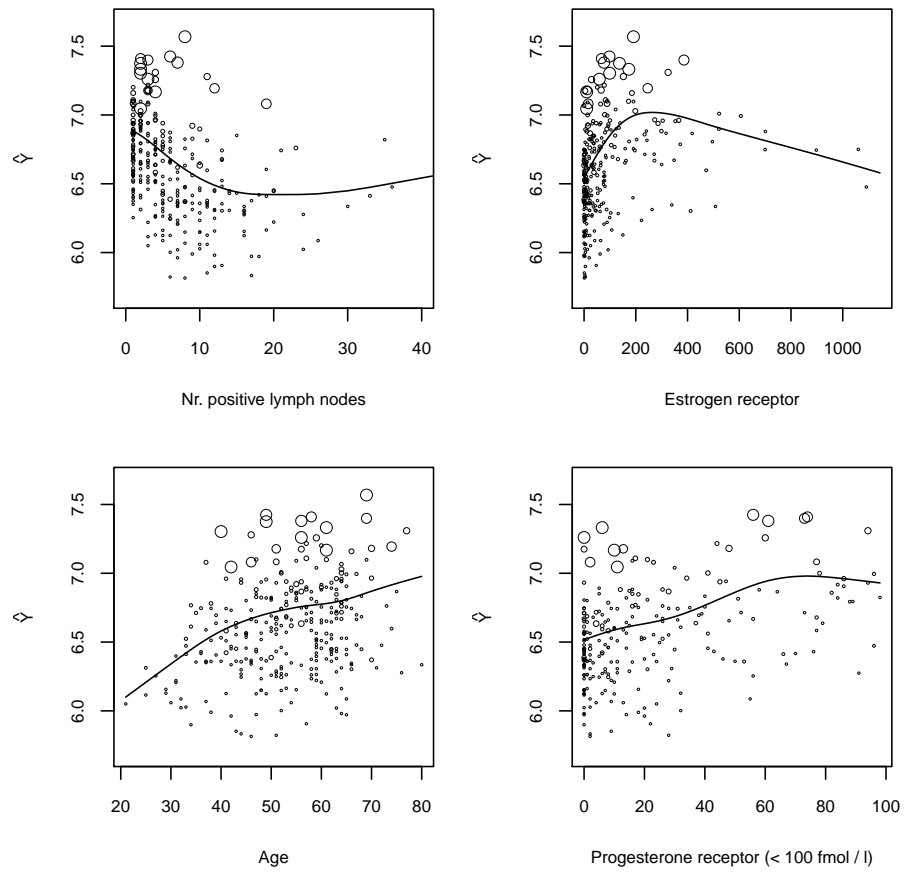 7.5
7.0
6.5
6.0
Ŷ
0 10 20 30 40
Nr. positive lymph nodes
7.5
7.0
6.5
6.0
Ŷ
0 200 400 600 800 1000
Estrogen receptor
7.5
7.0
6.5
6.0
Ŷ
20 30 40 50 60 70 80
Age
7.5
7.0
6.5
6.0
Ŷ
0 20 40 60 80 100
Progesterone receptor (< 100 fmol / l)